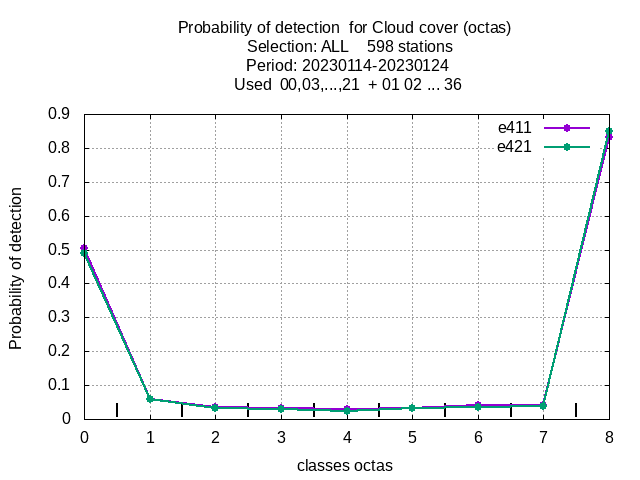 Probability of detection  for Cloud cover (octas)
Selection: ALL    598 stations
Period: 20230114-20230124
Used  00,03,...,21  + 01 02 ... 36
e411
e421
Probability of detection
0.9
0.8
0.7
0.6
0.5
0.4
0.3
0.2
0.1
0
0 1 2 3 4 5 6 7 8
classes octas